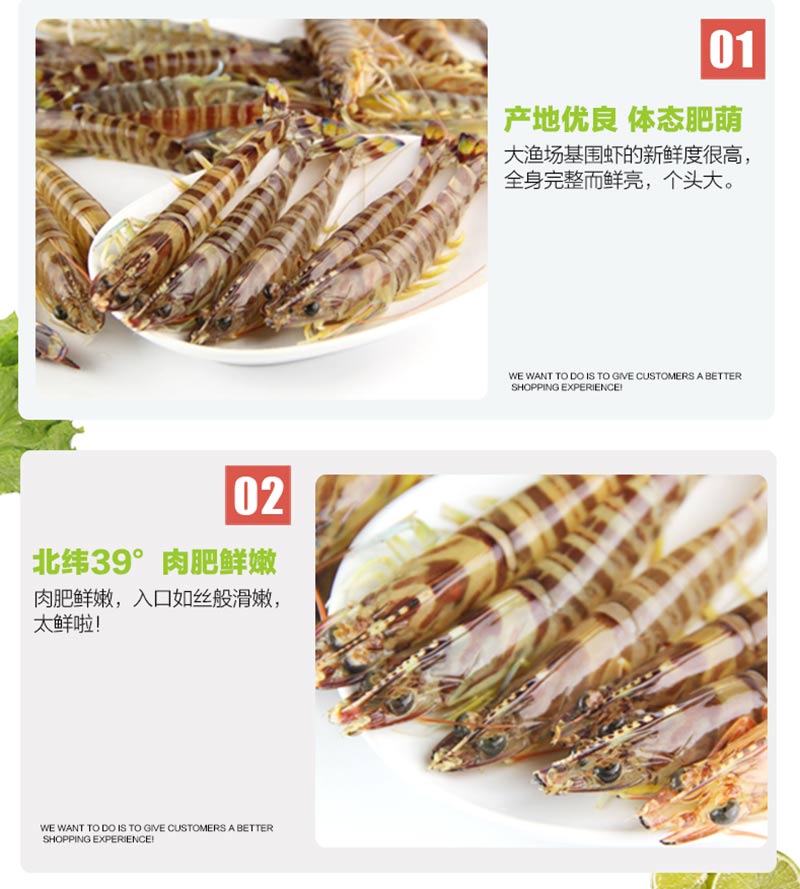 01
产地优良 体态肥萌
大渔场基围虾的新鲜度很高，
全身完整而鲜亮，个头大。
WE WANT TO DO IS TO GIVE CUSTOMERS A BETTER
SHOPPING EXPERIENCE!
02
北纬39° 肉肥鲜嫩
肉肥鲜嫩，入口如丝般滑嫩，
太鲜啦！
WE WANT TO DO IS TO GIVE CUSTOMERS A BETTER
SHOPPING EXPERIENCE!